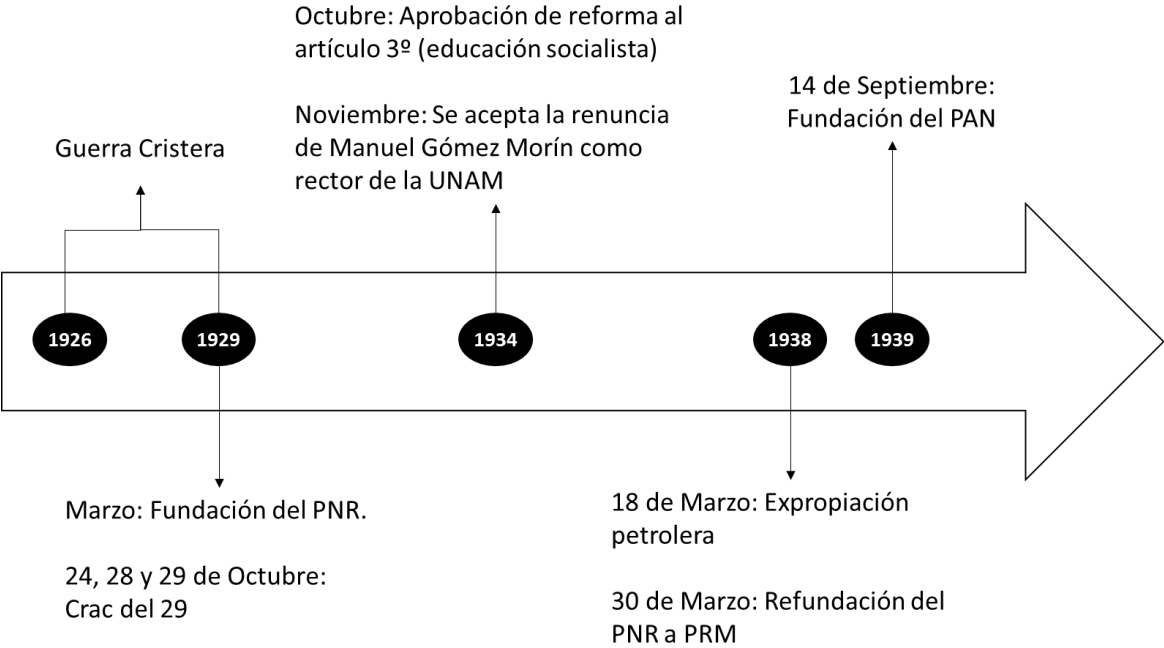 Octubre: Aprobación de reforma al
artículo 3º (educación socialista)
Noviembre: Se acepta la renuncia
de Manuel Gómez Morín como
rector de la UNAM
14 de Septiembre:
Fundación del PAN
Guerra Cristera
1926
1929
1934
1938
1939
Marzo: Fundación del PNR.
24, 28 y 29 de Octubre:
Crac del 29
18 de Marzo: Expropiación
petrolera
30 de Marzo: Refundación del
PNR a PRM